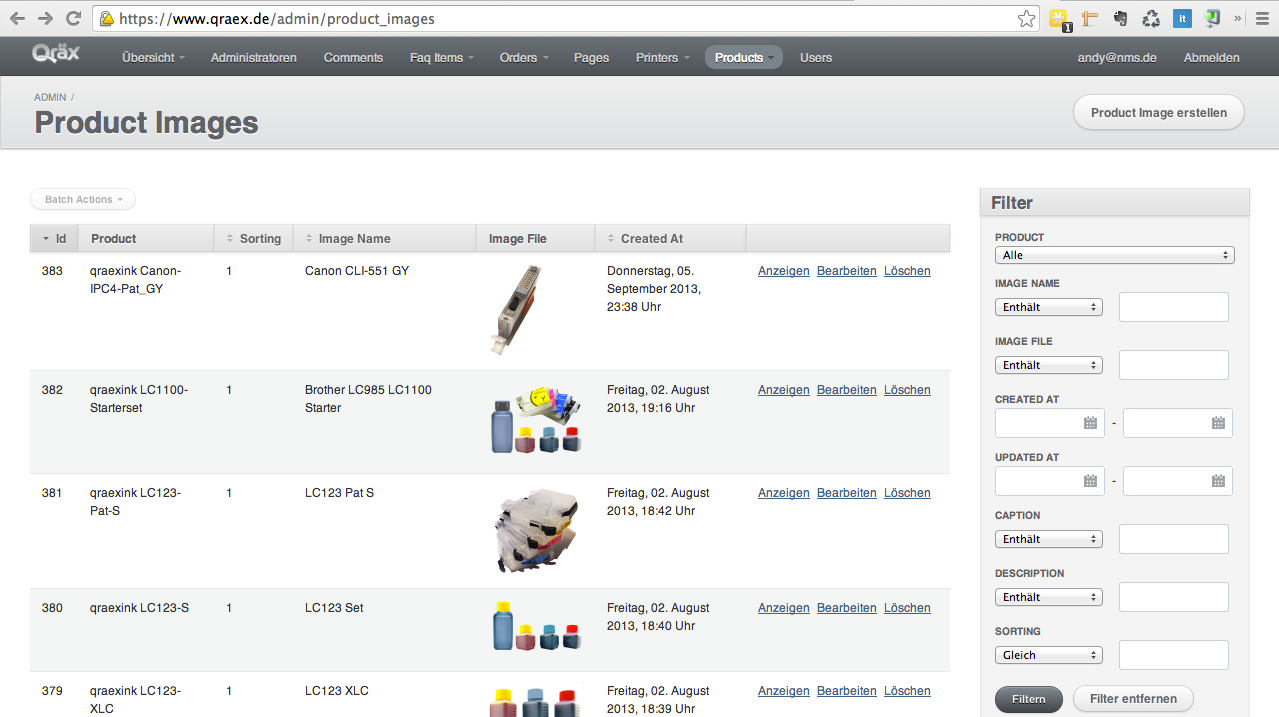 https://www.qraex.de/admin/product_images
1
lt
»
Qräx
Übersicht
Administratoren
Comments
Faq Items
Orders
Pages
Printers
Products
Users
andy@nms.de
Abmelden
ADMIN /
Product Images
Product Image erstellen
Batch Actions
Id Product Sorting Image Name Image File Created At
383 qraexink Canon- 1 Canon CLI-551 GY Donnerstag, 05. Anzeigen Bearbeiten Löschen
IPC4-Pat_GY September 2013,
23:38 Uhr
382 qraexink LC1100- 1 Brother LC985 LC1100 Freitag, 02. August Anzeigen Bearbeiten Löschen
Starterset Starter 2013, 19:16 Uhr
381 qraexink LC123- 1 LC123 Pat S Freitag, 02. August Anzeigen Bearbeiten Löschen
Pat-S 2013, 18:42 Uhr
380 qraexink LC123-S 1 LC123 Set Freitag, 02. August Anzeigen Bearbeiten Löschen
2013, 18:40 Uhr
379 qraexink LC123- 1 LC123 XLC Freitag, 02. August Anzeigen Bearbeiten Löschen
XLC 2013, 18:39 Uhr
Filter
PRODUCT
Alle
IMAGE NAME
Enthält
IMAGE FILE
Enthält
CREATED AT
-
UPDATED AT
-
CAPTION
Enthält
DESCRIPTION
Enthält
SORTING
Gleich
Filtern
Filter entfernen